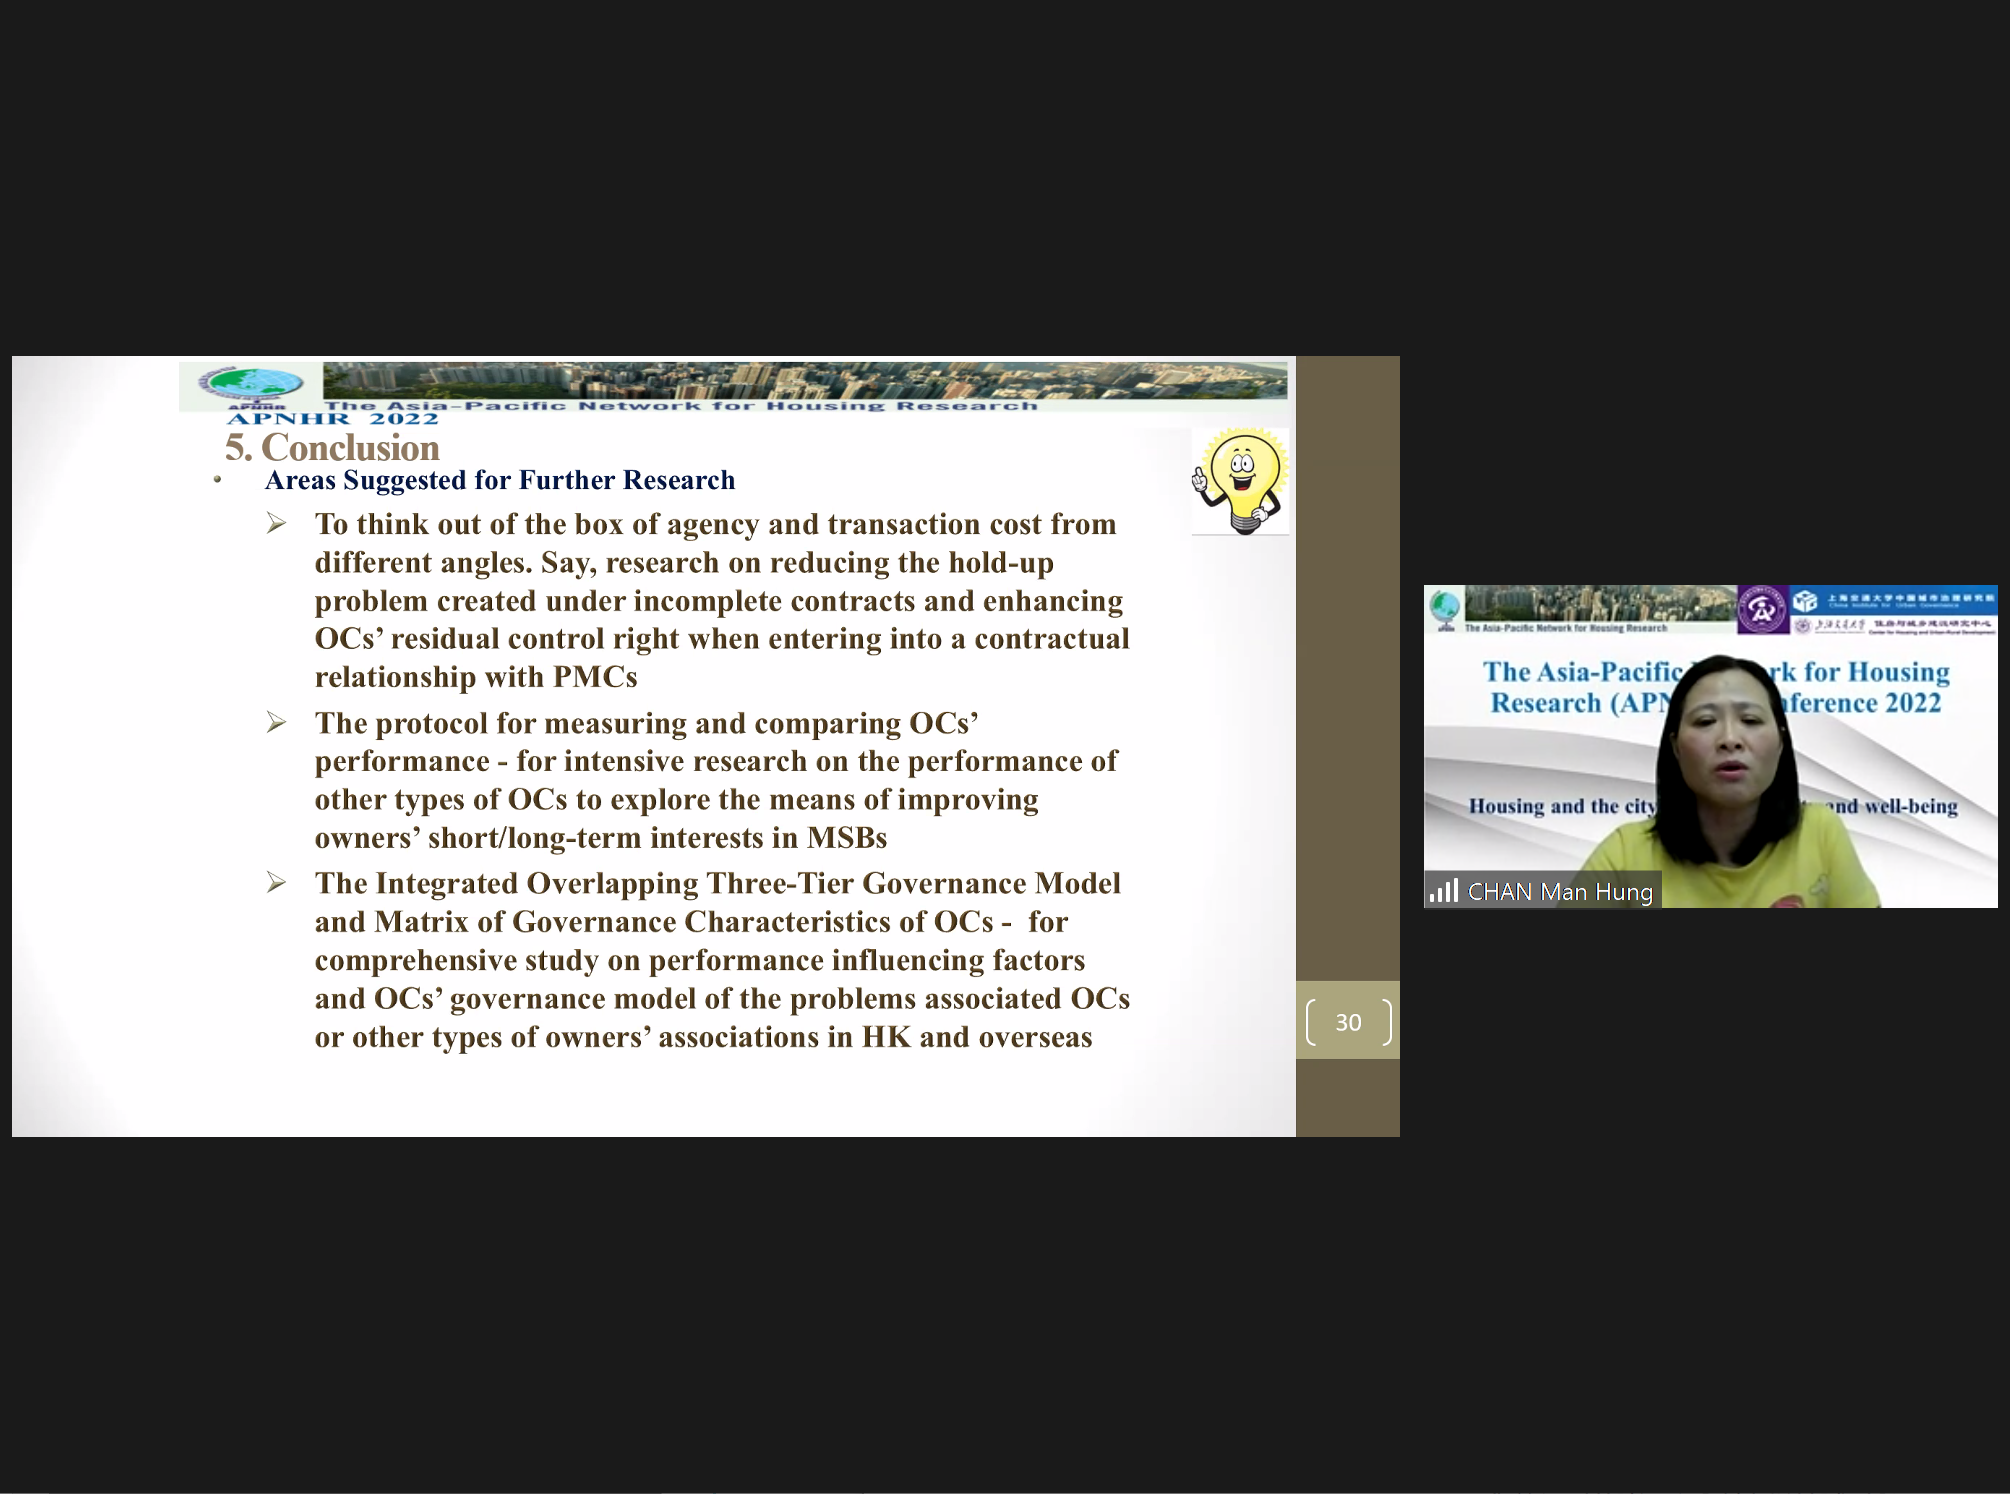 APNHR
The Asia-Pacific Network for Housing Research
APNHR 2022
5. Conclusion
• Areas Suggested for Further Research
To think out of the box of agency and transaction cost from
different angles. Say, research on reducing the hold-up
problem created under incomplete contracts and enhancing
OCs’ residual control right when entering into a contractual
relationship with PMCs
The protocol for measuring and comparing OCs’
performance - for intensive research on the performance of
other types of OCs to explore the means of improving
owners’ short/long-term interests in MSBs
The Integrated Overlapping Three-Tier Governance Model
and Matrix of Governance Characteristics of OCs - for
comprehensive study on performance influencing factors
and OCs’ governance model of the problems associated OCs
or other types of owners’ associations in HK and overseas
30
The Asia-Pacific Network for Housing Research
上海交通大学中国城市治理研究院
China Institute for Urban Governance
上海交通大学 住房与城乡建设研究中心
Center for Housing and Urban-Rural Development
The Asia-Pacific rk for Housing
Research (APN ference 2022
Housing and the city and well-being
CHAN Man Hung